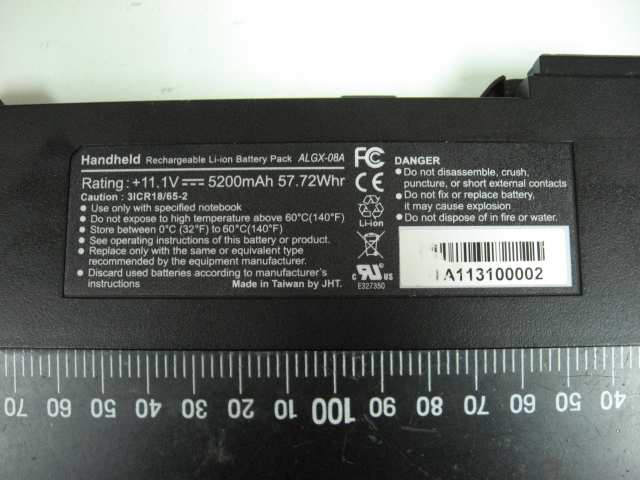 Handheld Rechargeable Li-ion Battery Pack ALGX-08A
Rating : +11.1V 5200mAh 57.72Whr
Caution : 3ICR18/65-2
● Use only with specified notebook
● Do not expose to high temperature above 60°C(140°F)
● Store between 0°C (32°F) to 60°C(140°F)
● See operating instructions of this battery or product.
● Replace only with the same or equivalent type
recommended by the equipment manufacturer.
● Discard used batteries according to manufacturer
instructions
Made in Taiwan by JHT.
FC
CE
Li-ion
c RU US
E327350
DANGER
● Do not disassemble, crush,
puncture, or short external contacts
● Do not fix or replace battery,
it may cause explosion
● Do not dispose of in fire or water.
1A113100002
70 60 50 40 30 20 10 100 90 80 70 60 50 40